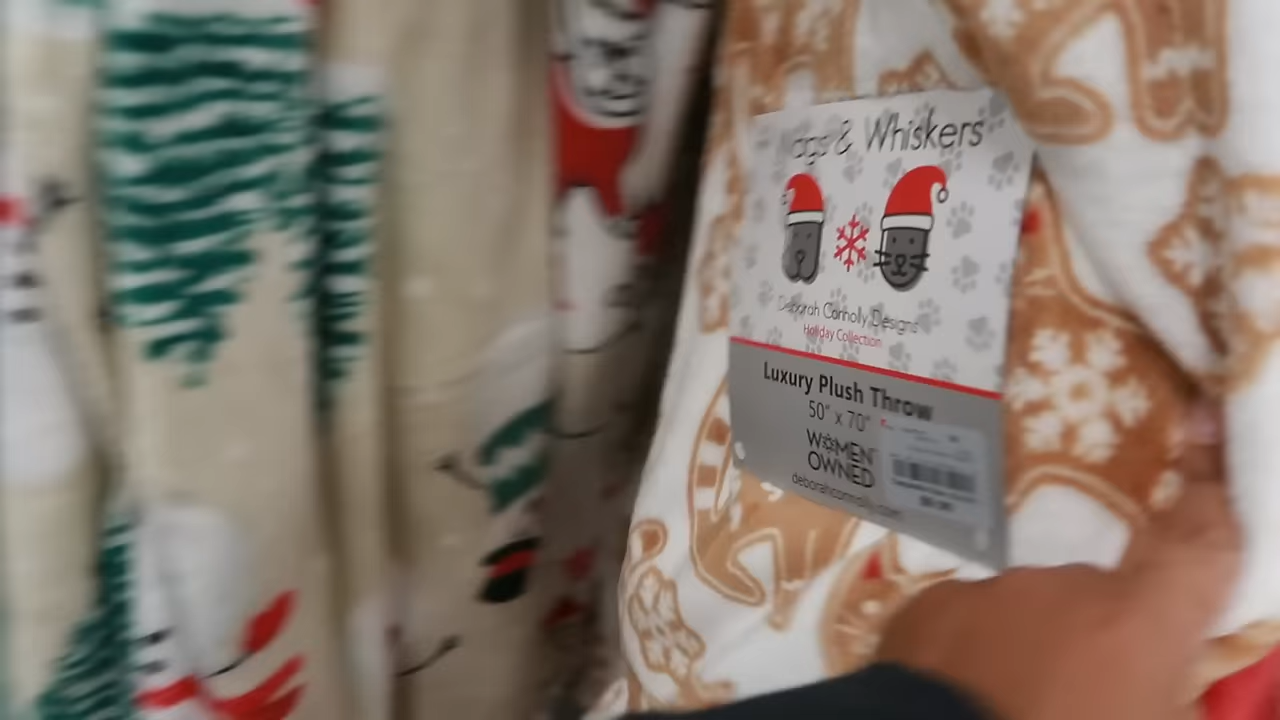 & Whiskers
Deborah Connolly Designs
Holiday Collection
Luxury Plush Throw
50" x 70"
WOMEN
OWNED
deborahconnolly.com